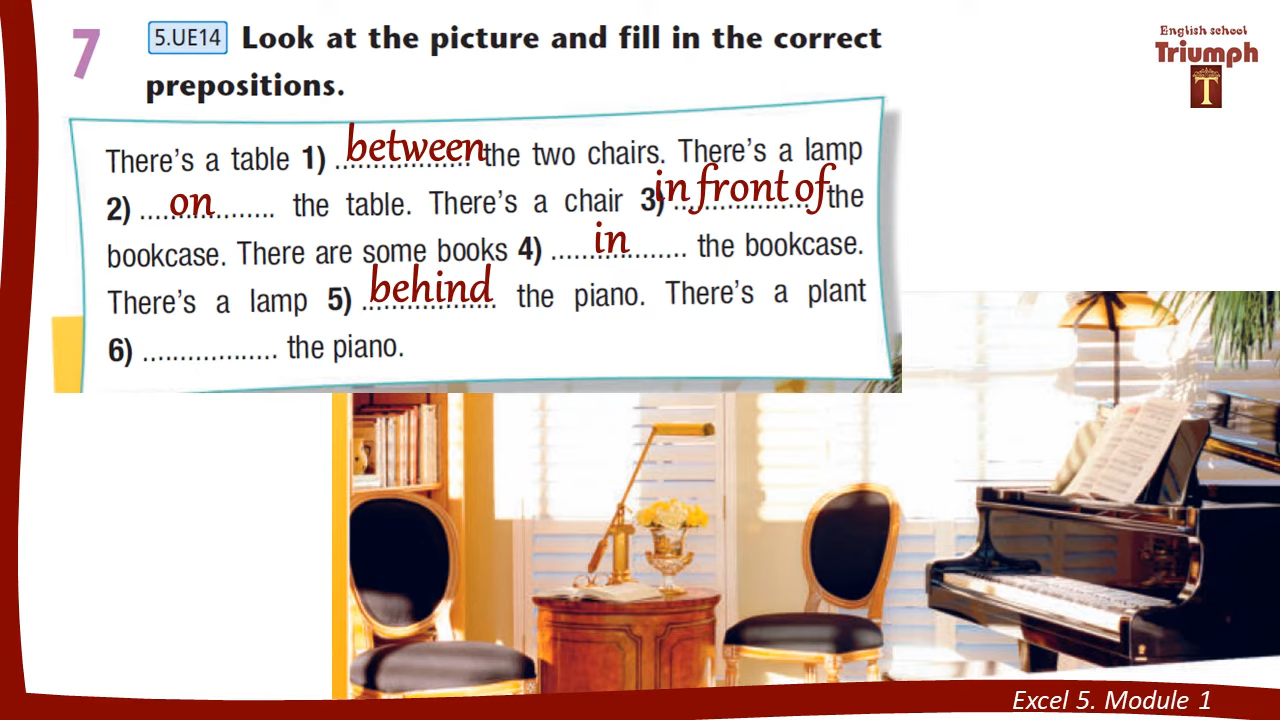 7 5.UE14 Look at the picture and fill in the correct
prepositions.
English school
Triumph
T
There's a table 1) between the two chairs. There's a lamp
2) on the table. There's a chair 3) in front of the
bookcase. There are some books 4) in the bookcase.
There's a lamp 5) behind the piano. There's a plant
6) .................. the piano.
Excel 5. Module 1